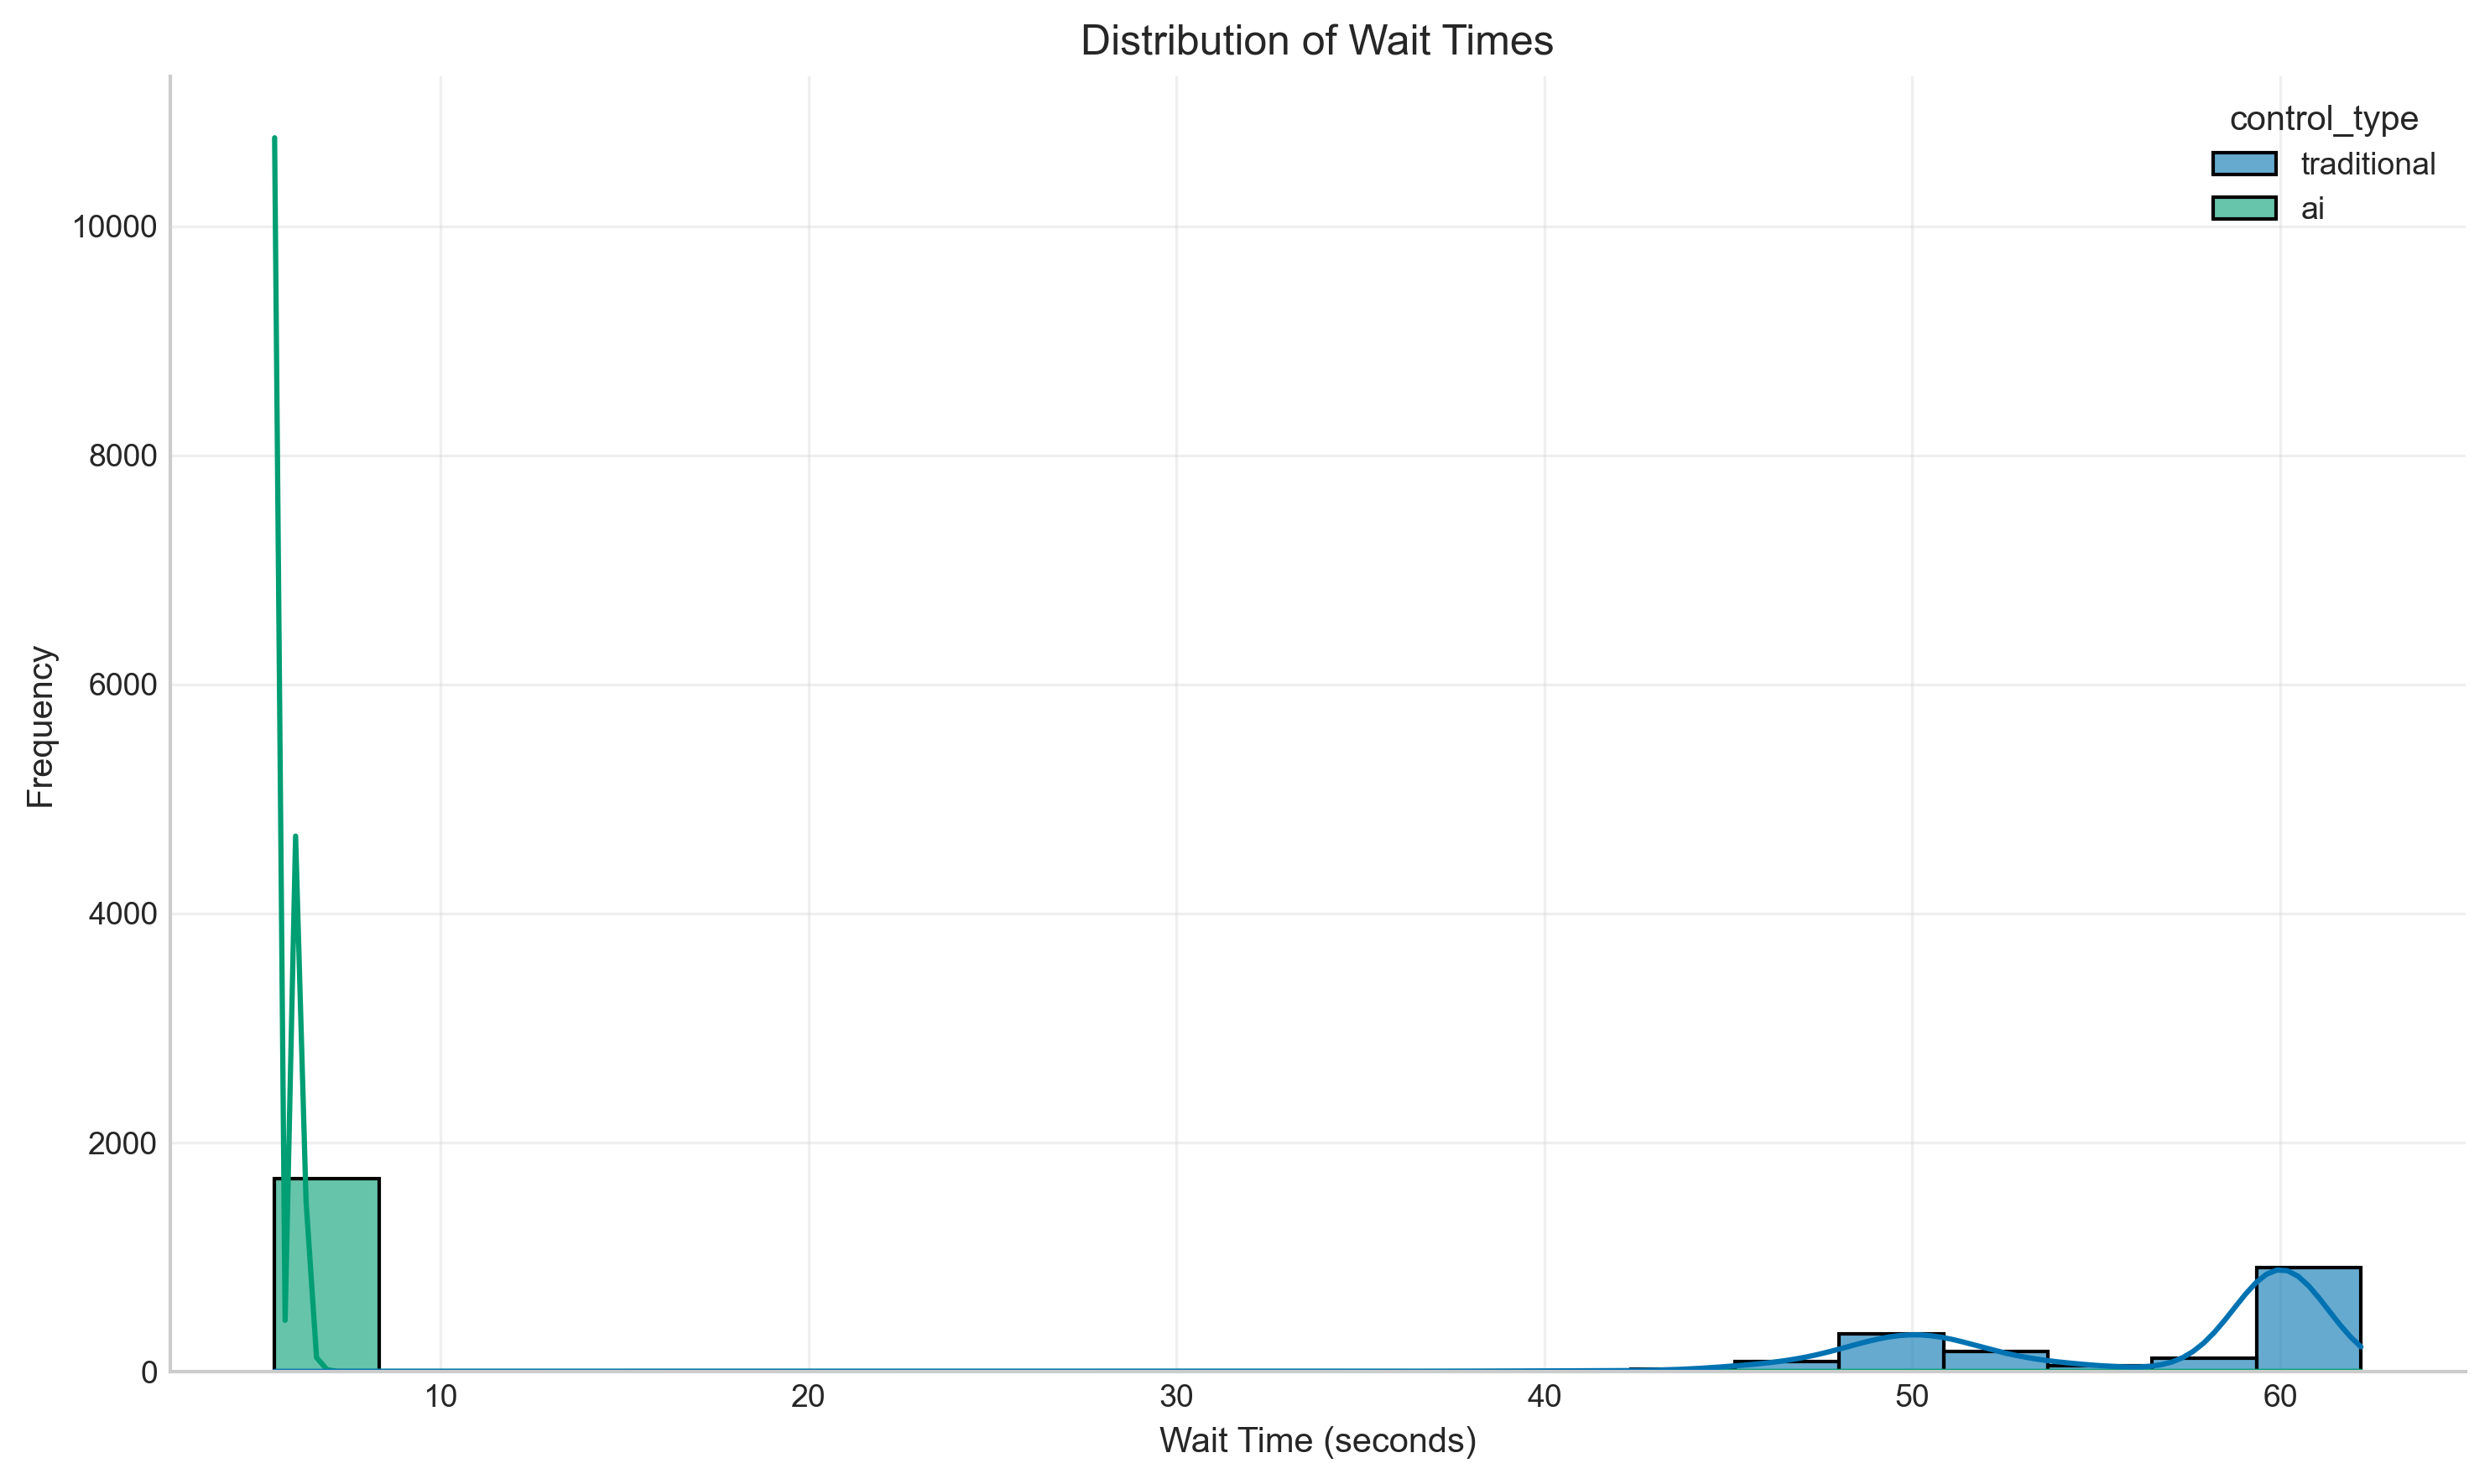 Distribution of Wait Times
control_type
traditional
ai
10000
8000
6000
4000
2000
0
Frequency
10 20 30 40 50 60
Wait Time (seconds)